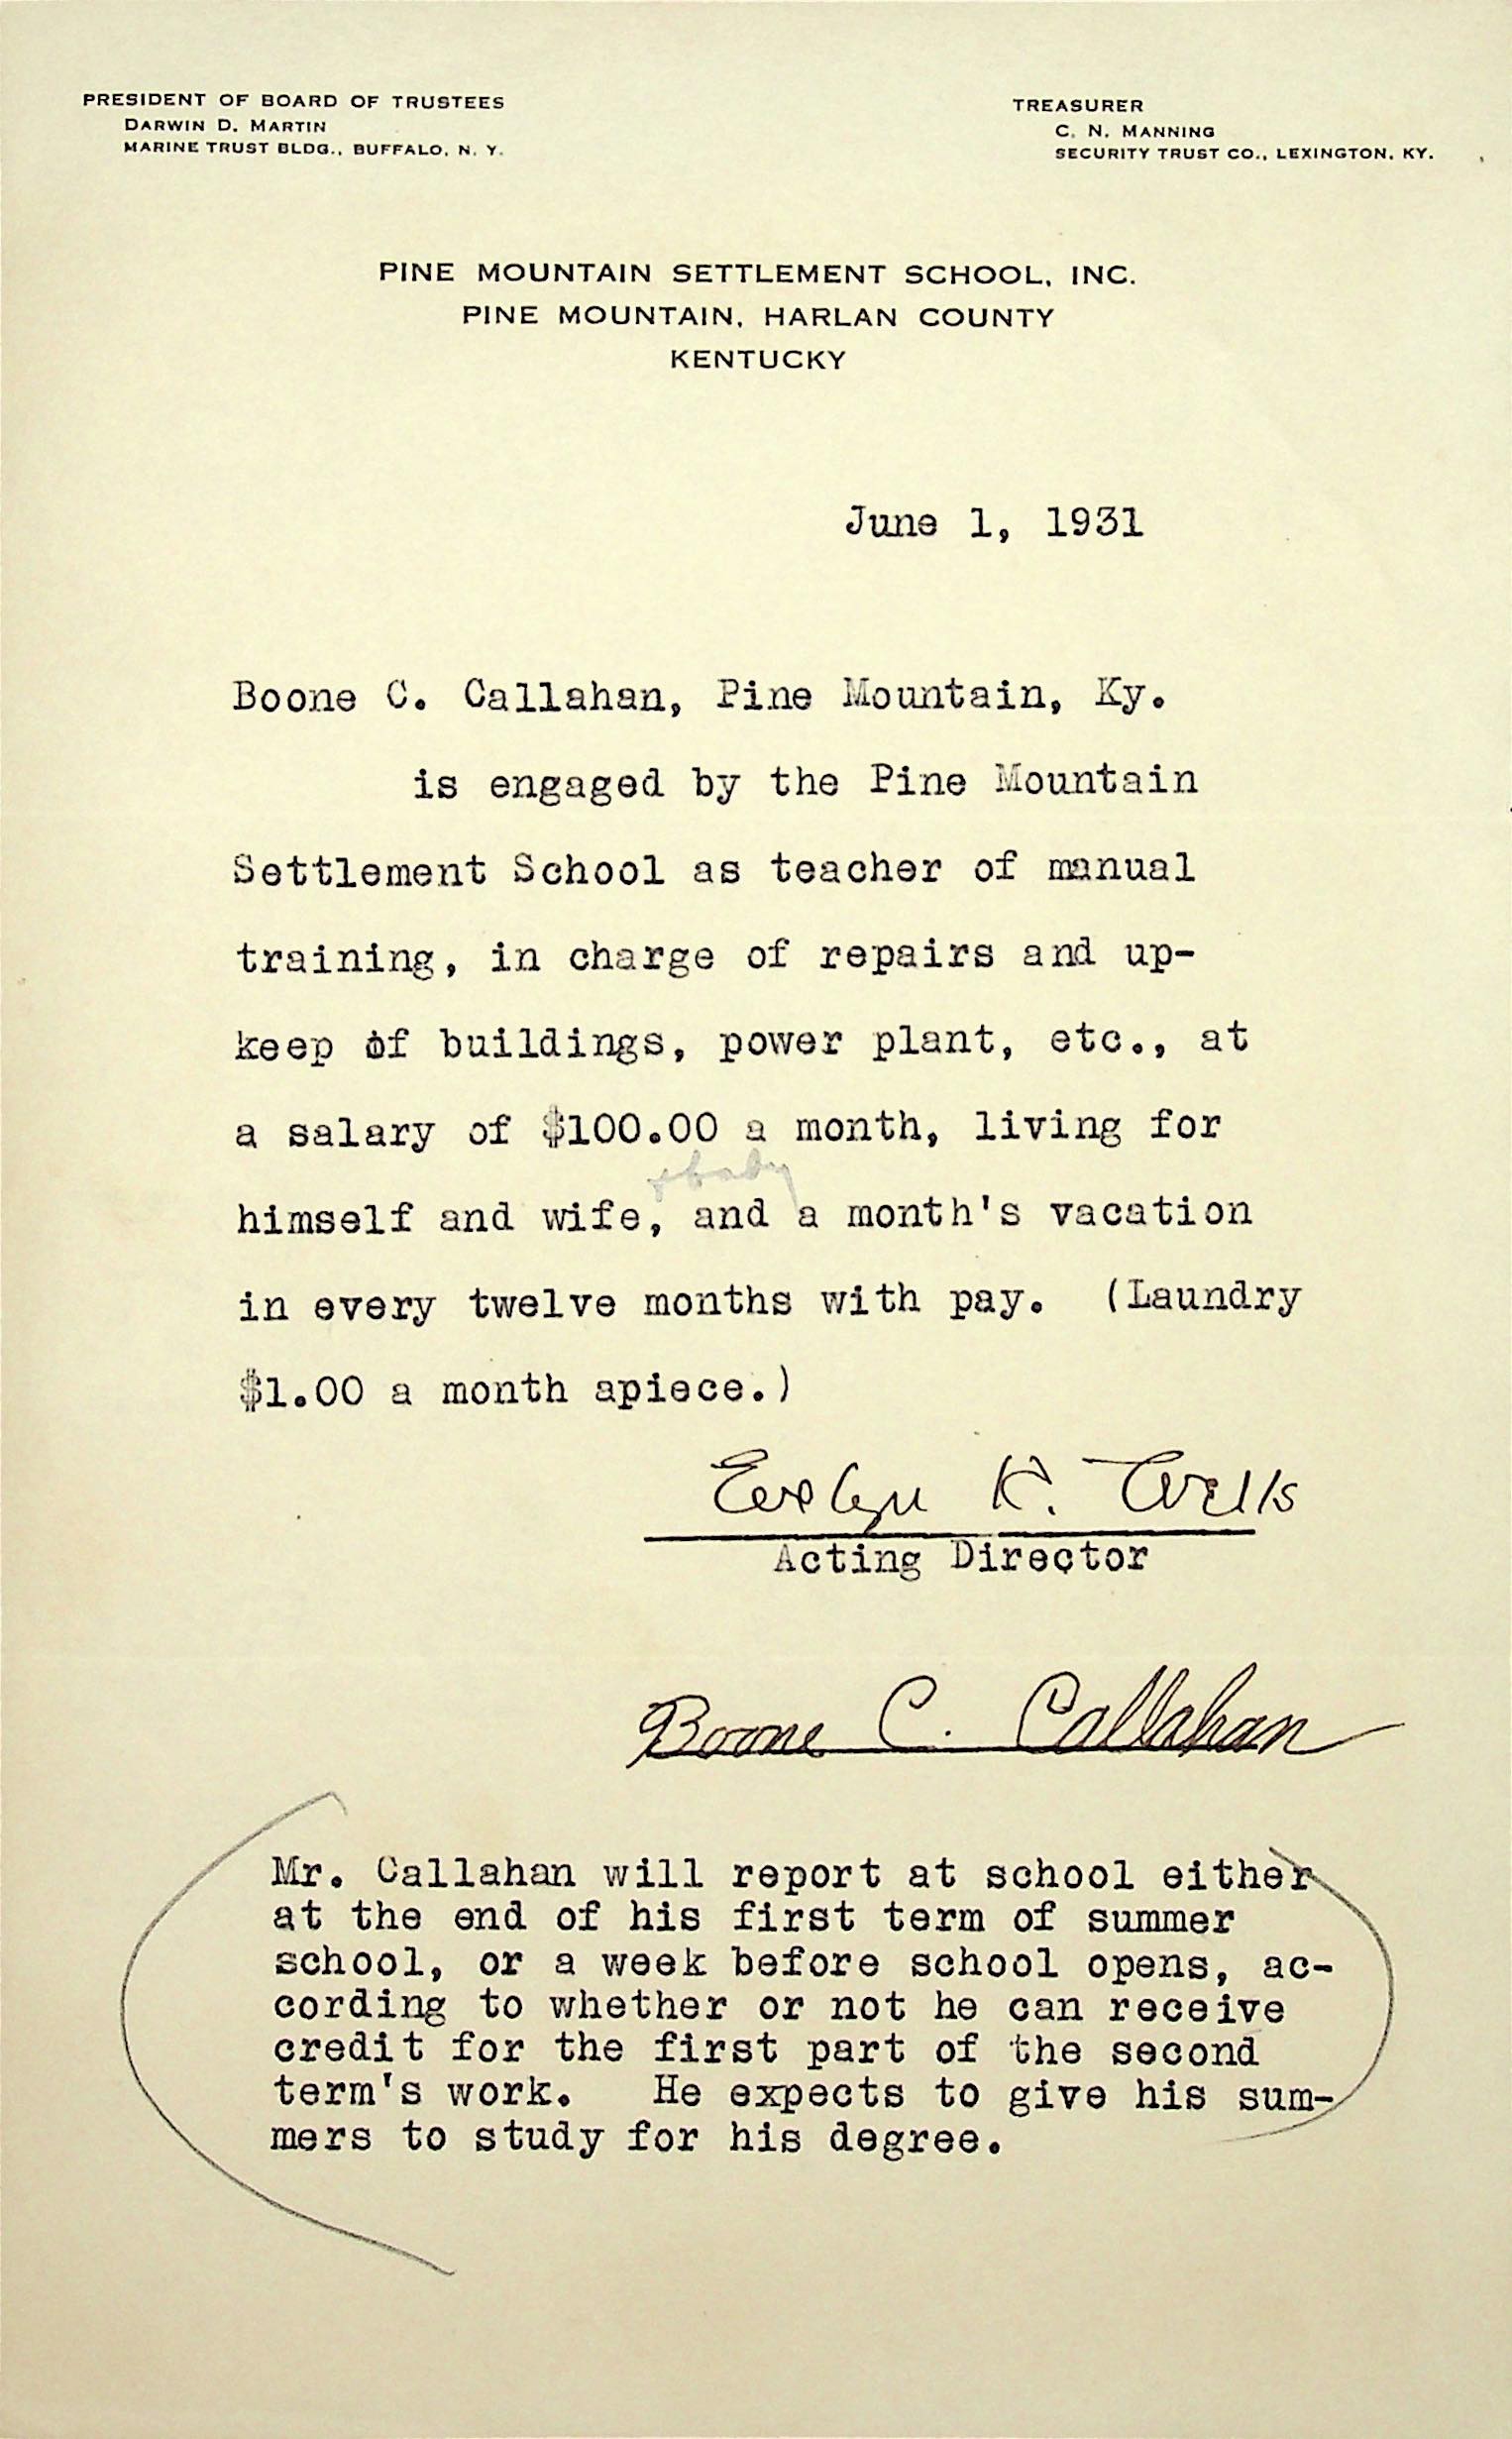 PRESIDENT OF BOARD OF TRUSTEES
DARWIN D. MARTIN
MARINE TRUST BLDG., BUFFALO, N. Y.
TREASURER
C. N. MANNING
SECURITY TRUST CO., LEXINGTON, KY.
PINE MOUNTAIN SETTLEMENT SCHOOL, INC.
PINE MOUNTAIN, HARLAN COUNTY
KENTUCKY
June 1, 1931
Boone C. Callahan, Pine Mountain, Ky.
is engaged by the Pine Mountain
Settlement School as teacher of manual
training, in charge of repairs and up-
keep of buildings, power plant, etc., at
a salary of $100.00 a month, living for
& baby
himself and wife, and a month's vacation
in every twelve months with pay. (Laundry
$1.00 a month apiece.)
Evelyn K. Wells
Acting Director
Boone C. Callahan
Mr. Callahan will report at school either
at the end of his first term of summer
school, or a week before school opens, ac-
cording to whether or not he can receive
credit for the first part of the second
term's work. He expects to give his sum-
mers to study for his degree.